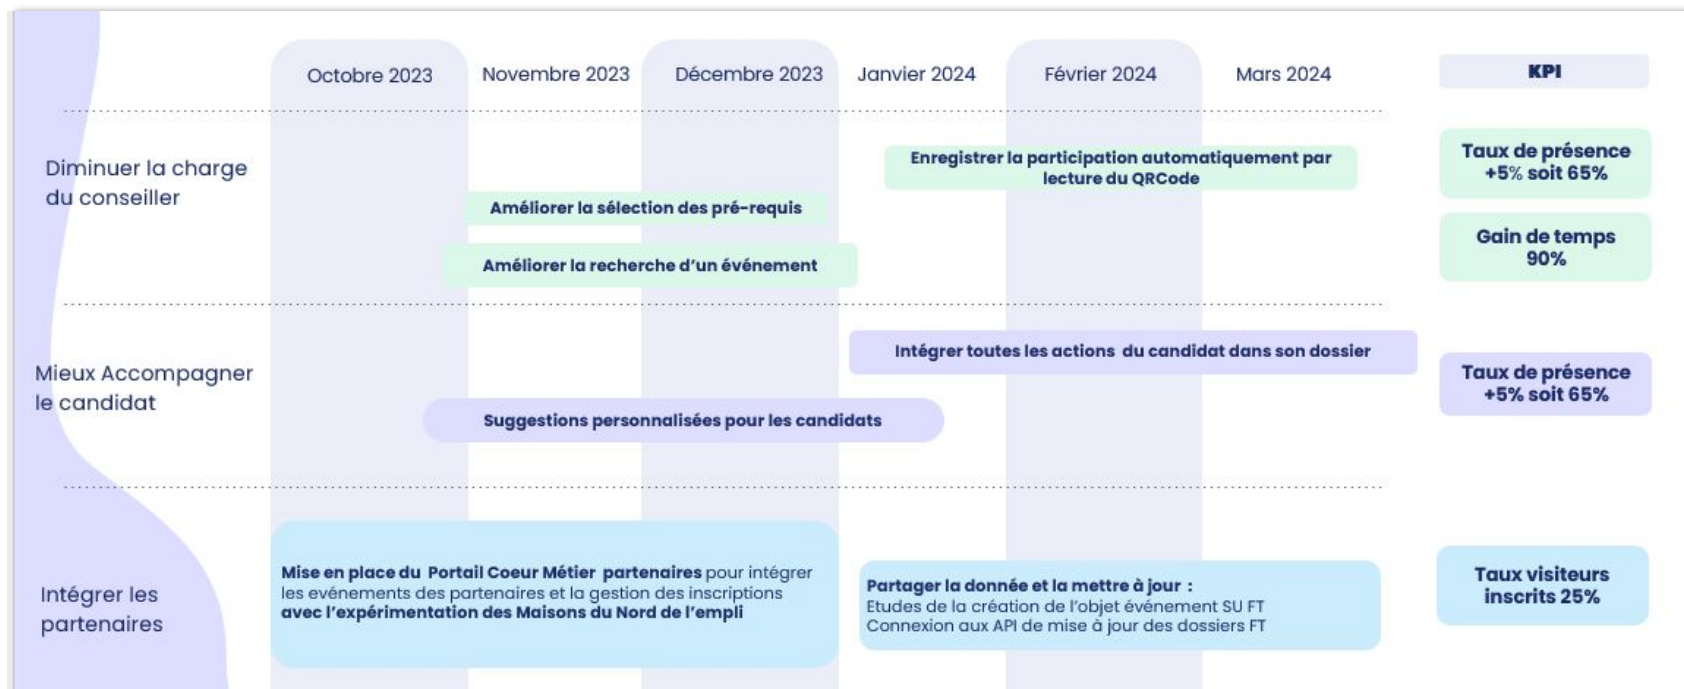 Octobre 2023
Novembre 2023
Décembre 2023
Janvier 2024
Février 2024
Mars 2024
KPI
Diminuer la charge
du conseiller
Enregistrer la participation automatiquement par
lecture du QRCode
Améliorer la sélection des pré-requis
Améliorer la recherche d'un événement
Taux de présence
+5% soit 65%
Gain de temps
90%
Mieux Accompagner
le candidat
Intégrer toutes les actions du candidat dans son dossier
Suggestions personnalisées pour les candidats
Taux de présence
+5% soit 65%
Intégrer les
partenaires
Mise en place du Portail Coeur Métier partenaires pour intégrer
les evénements des partenaires et la gestion des inscriptions
avec l'expérimentation des Maisons du Nord de l'empli
Partager la donnée et la mettre à jour :
Etudes de la création de l'objet événement SU FT
Connexion aux API de mise à jour des dossiers FT
Taux visiteurs
inscrits 25%